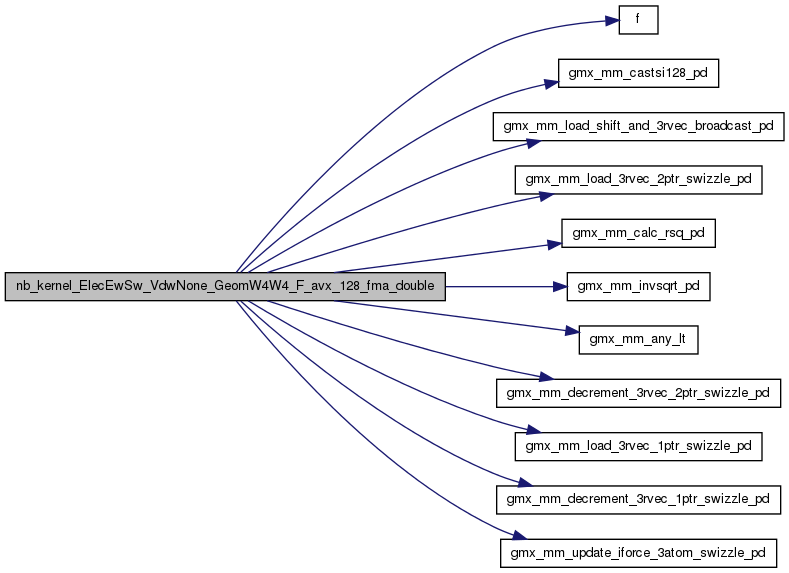 f
gmx_mm_castsi128_pd
gmx_mm_load_shift_and_3rvec_broadcast_pd
gmx_mm_load_3rvec_2ptr_swizzle_pd
gmx_mm_calc_rsq_pd
nb_kernel_ElecEwSw_VdwNone_GeomW4W4_F_avx_128_fma_double
gmx_mm_invsqrt_pd
gmx_mm_any_lt
gmx_mm_decrement_3rvec_2ptr_swizzle_pd
gmx_mm_load_3rvec_1ptr_swizzle_pd
gmx_mm_decrement_3rvec_1ptr_swizzle_pd
gmx_mm_update_iforce_3atom_swizzle_pd